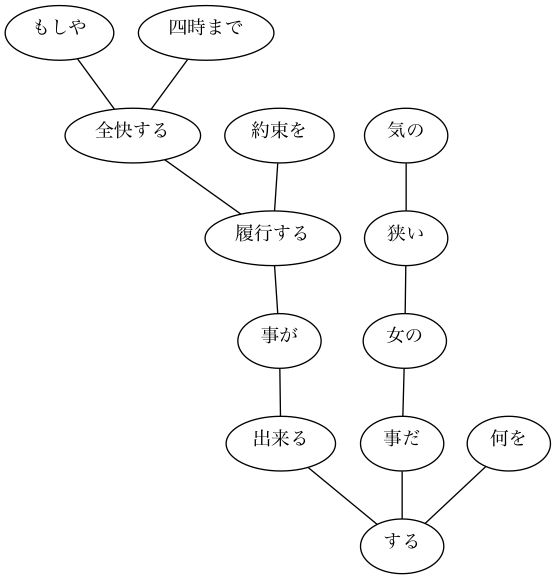 もしや
四時まで
全快する
約束を
気の
履行する
狭い
事が
女の
出来る
事だ
何を
する